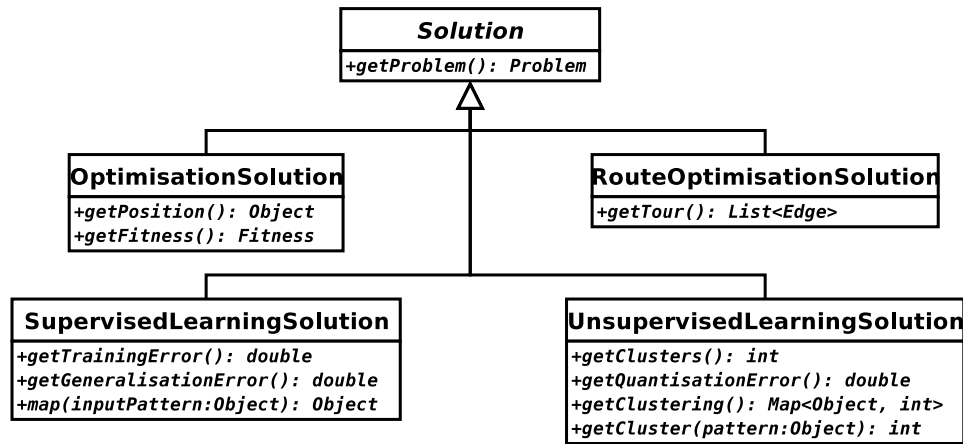 Solution
+getProblem(): Problem
OptimisationSolution
+getPosition(): Object
+getFitness(): Fitness
RouteOptimisationSolution
+getTour(): List<Edge>
SupervisedLearningSolution
+getTrainingError(): double
+getGeneralisationError(): double
+map(inputPattern:Object): Object
UnsupervisedLearningSolution
+getClusters(): int
+getQuantisationError(): double
+getClustering(): Map<Object, int>
+getCluster(pattern:Object): int